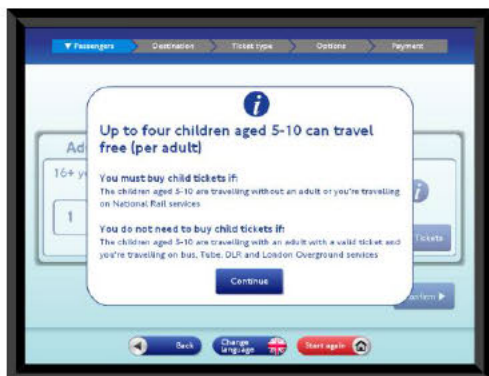 ▼ Passengers Destination Ticket type Options Payment
Up to four children aged 5-10 can travel
free (per adult)
Ad
16+ ye
You must buy child tickets if:
The children aged 5-10 are travelling without an adult or you're travelling
on National Rail services
1
You do not need to buy child tickets if:
The children aged 5-10 are travelling with an adult with a valid ticket and
you're travelling on bus, Tube, DLR and London Overground services
Tickets
Continue
Back
Change
language
Start again